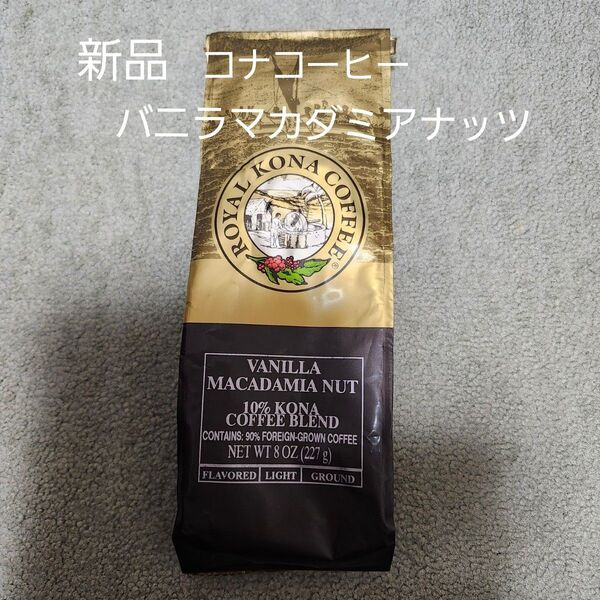 新品 コナコーヒー
バニラマカダミアナッツ
ROYAL KONA COFFEE®
VANILLA
MACADAMIA NUT
10% KONA
COFFEE BLEND
CONTAINS: 90% FOREIGN-GROWN COFFEE
NET WT 8 OZ (227 g)
FLAVORED LIGHT GROUND